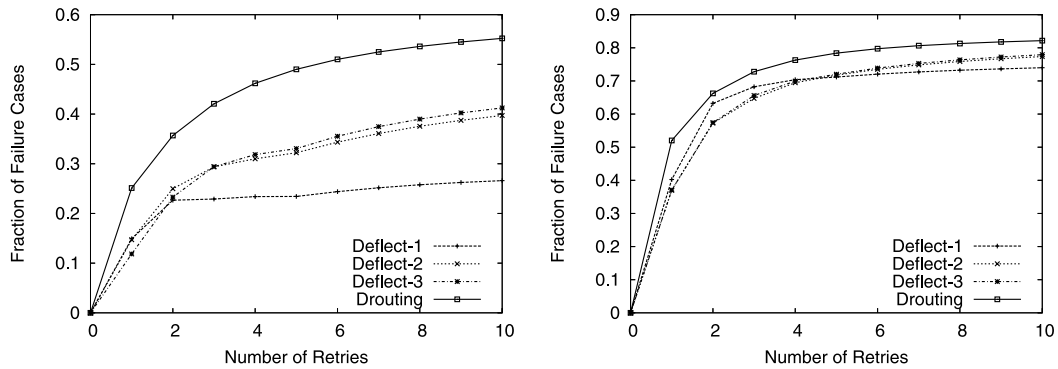 0.6
0.5
0.4
0.3
0.2
0.1
0
0 2 4 6 8 10
Fraction of Failure Cases
Number of Retries
Deflect-1
Deflect-2
Deflect-3
Drouting
0.9
0.8
0.7
0.6
0.5
0.4
0.3
0.2
0.1
0
0 2 4 6 8 10
Fraction of Failure Cases
Number of Retries
Deflect-1
Deflect-2
Deflect-3
Drouting